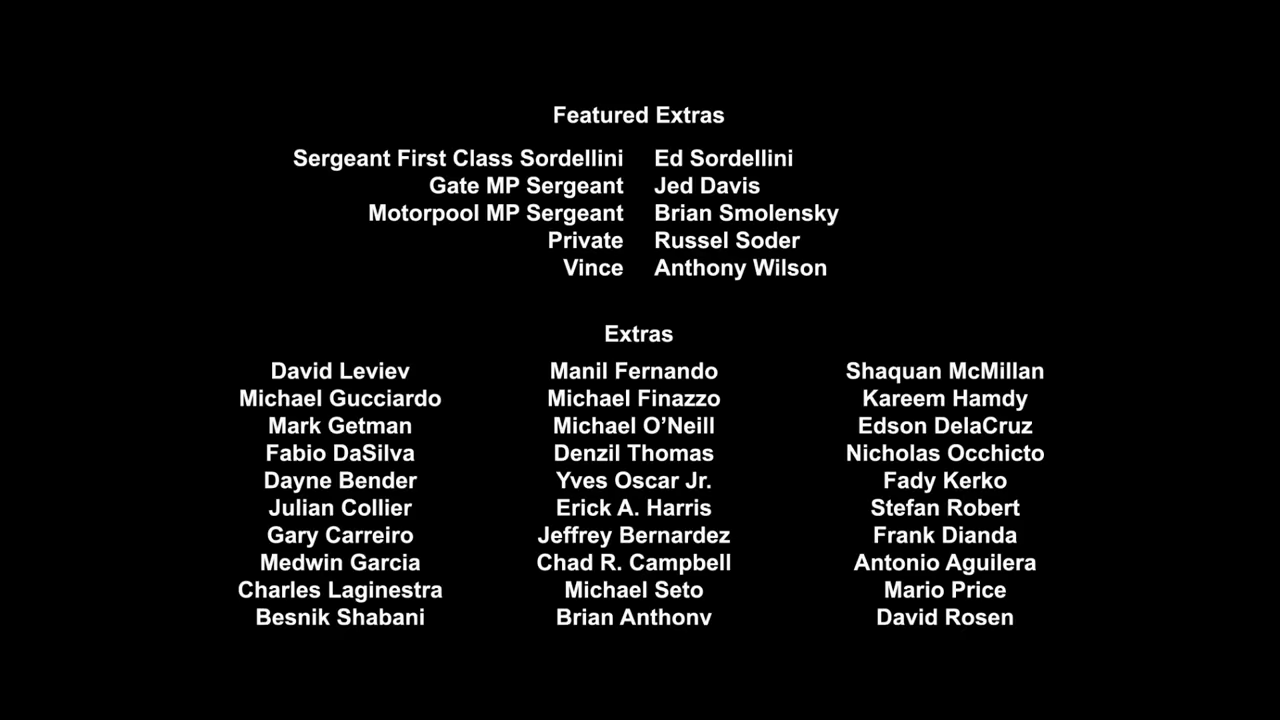 Featured Extras
Sergeant First Class Sordellini Ed Sordellini
Gate MP Sergeant Jed Davis
Motorpool MP Sergeant Brian Smolensky
Private Russel Soder
Vince Anthony Wilson
Extras
David Leviev Manil Fernando Shaquan McMillan
Michael Gucciardo Michael Finazzo Kareem Hamdy
Mark Getman Michael O’Neill Edson DelaCruz
Fabio DaSilva Denzil Thomas Nicholas Occhicto
Dayne Bender Yves Oscar Jr. Fady Kerko
Julian Collier Erick A. Harris Stefan Robert
Gary Carreiro Jeffrey Bernardez Frank Dianda
Medwin Garcia Chad R. Campbell Antonio Aguilera
Charles Laginestra Michael Seto Mario Price
Besnik Shabani Brian Anthony David Rosen